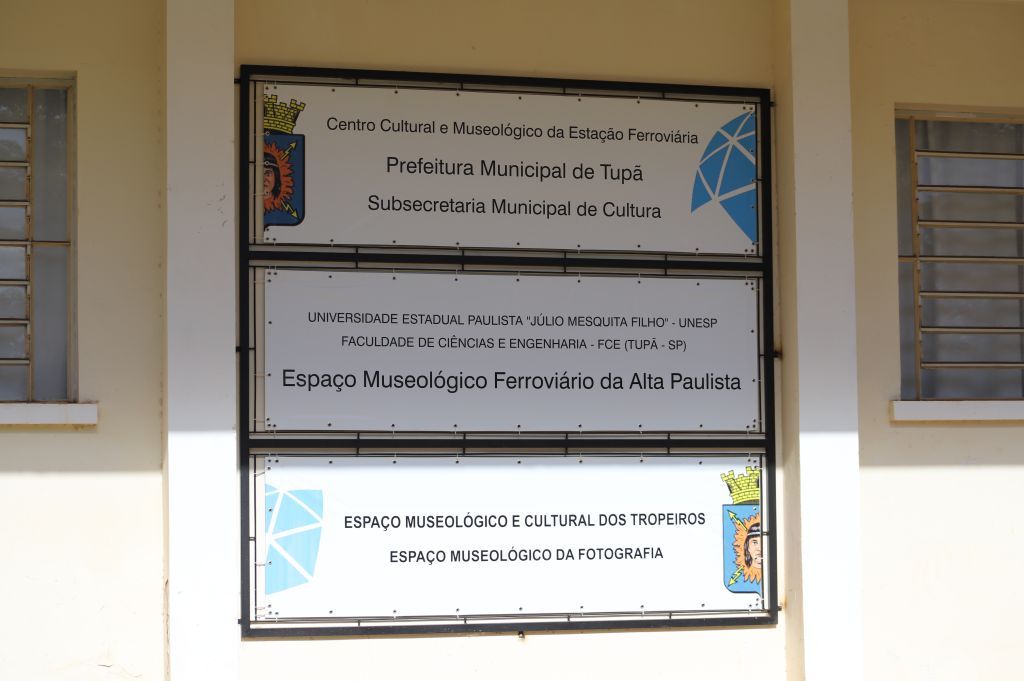 Centro Cultural e Museológico da Estação Ferroviária
Prefeitura Municipal de Tupã
Subsecretaria Municipal de Cultura
UNIVERSIDADE ESTADUAL PAULISTA "JÚLIO MESQUITA FILHO" - UNESP
FACULDADE DE CIÊNCIAS E ENGENHARIA - FCE (TUPÃ - SP)
Espaço Museológico Ferroviário da Alta Paulista
ESPAÇO MUSEOLÓGICO E CULTURAL DOS TROPEIROS
ESPAÇO MUSEOLÓGICO DA FOTOGRAFIA